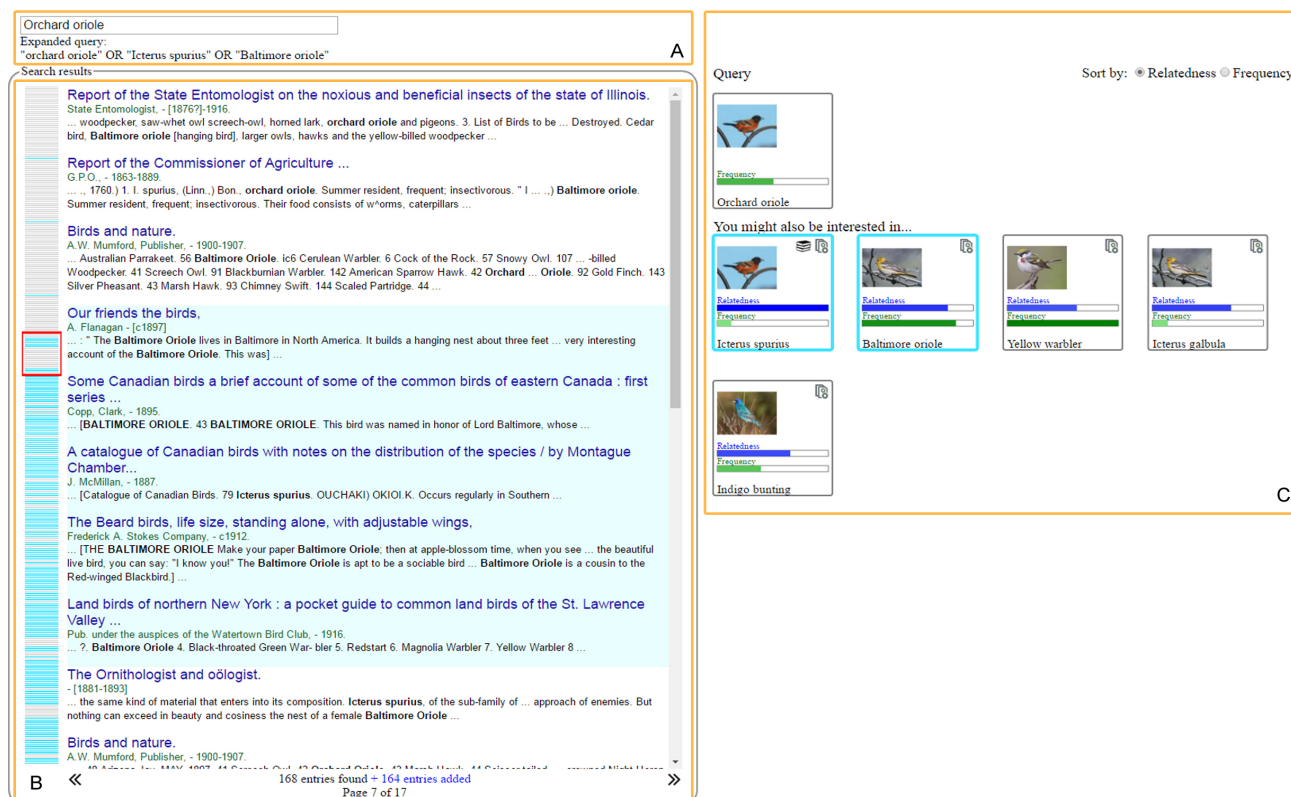 Orchard oriole
Expanded query:
"orchard oriole" OR "Icterus spurius" OR "Baltimore oriole"
A
Search results
Report of the State Entomologist on the noxious and beneficial insects of the state of Illinois.
State Entomologist, - [1876?]-1916.
... woodpecker, saw-whet owl screech-owl, horned lark, orchard oriole and pigeons. 3. List of Birds to be ... Destroyed. Cedar
bird, Baltimore oriole [hanging bird], larger owls, hawks and the yellow-billed woodpecker ...
Report of the Commissioner of Agriculture ...
G.P.O., - 1863-1889.
... ., 1760.) 1. I. spurius, (Linn.,) Bon., orchard oriole. Summer resident, frequent; insectivorous. " I ... .,) Baltimore oriole.
Summer resident, frequent; insectivorous. Their food consists of w^orms, caterpillars ...
Birds and nature.
A.W. Mumford, Publisher, - 1900-1907.
... Australian Parrakeet. 56 Baltimore Oriole. ic6 Cerulean Warbler. 6 Cock of the Rock. 57 Snowy Owl. 107 ... -billed
Woodpecker. 41 Screech Owl. 91 Blackburnian Warbler. 142 American Sparrow Hawk. 42 Orchard ... Oriole. 92 Gold Finch. 143
Silver Pheasant. 43 Marsh Hawk. 93 Chimney Swift. 144 Scaled Partridge. 44 ...
Our friends the birds,
A. Flanagan - [c1897]
... : " The Baltimore Oriole lives in Baltimore in North America. It builds a hanging nest about three feet ... very interesting
account of the Baltimore Oriole. This was] ...
Some Canadian birds a brief account of some of the common birds of eastern Canada : first
series ...
Copp, Clark, - 1895.
... [BALTIMORE ORIOLE. 43 BALTIMORE ORIOLE. This bird was named in honor of Lord Baltimore, whose ...
A catalogue of Canadian birds with notes on the distribution of the species / by Montague
Chamber...
J. McMillan, - 1887.
... [Catalogue of Canadian Birds. 79 Icterus spurius. OUCHAKI) OKIOI.K. Occurs regularly in Southern ...
The Beard birds, life size, standing alone, with adjustable wings,
Frederick A. Stokes Company, - c1912.
... [THE BALTIMORE ORIOLE Make your paper Baltimore Oriole; then at apple-blossom time, when you see ... the beautiful
live bird, you can say: "I know you!" The Baltimore Oriole is apt to be a sociable bird ... Baltimore Oriole is a cousin to the
Red-winged Blackbird.] ...
Land birds of northern New York : a pocket guide to common land birds of the St. Lawrence
Valley ...
Pub. under the auspices of the Watertown Bird Club, - 1916.
... ?. Baltimore Oriole 4. Black-throated Green War- bler 5. Redstart 6. Magnolia Warbler 7. Yellow Warbler 8 ...
The Ornithologist and oölogist.
- [1881-1893]
... the same kind of material that enters into its composition. Icterus spurius, of the sub-family of ... approach of enemies. But
nothing can exceed in beauty and cosiness the nest of a female Baltimore Oriole ...
Birds and nature.
A.W. Mumford, Publisher, - 1900-1907.
B
168 entries found + 164 entries added
Page 7 of 17
Query
Sort by: Relatedness Frequency
Frequency
Orchard oriole
You might also be interested in...
Relatedness
Frequency
Icterus spurius
Relatedness
Frequency
Baltimore oriole
Relatedness
Frequency
Yellow warbler
Relatedness
Frequency
Icterus galbula
Relatedness
Frequency
Indigo bunting
C